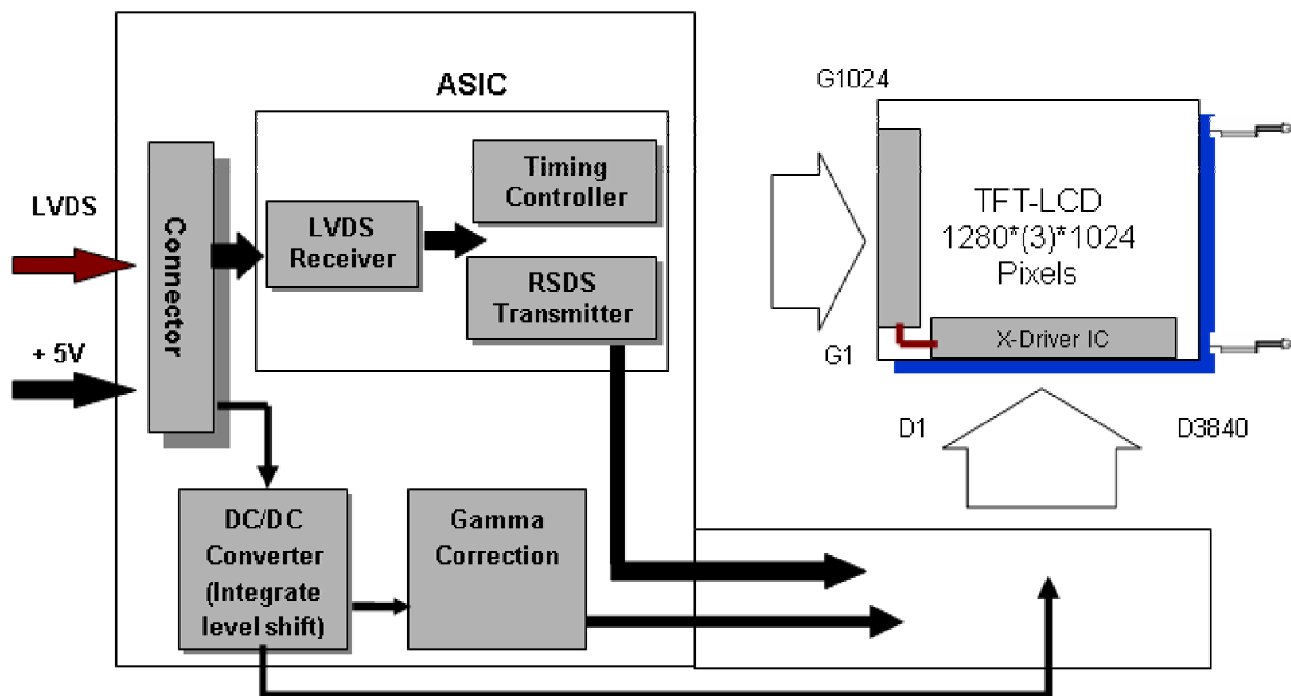 ASIC
LVDS
+ 5V
Connector
LVDS
Receiver
Timing
Controller
RSDS
Transmitter
DC/DC
Converter
(Integrate
level shift)
Gamma
Correction
G1024
TFT-LCD
1280*(3)*1024
Pixels
X-Driver IC
G1
D1
D3840